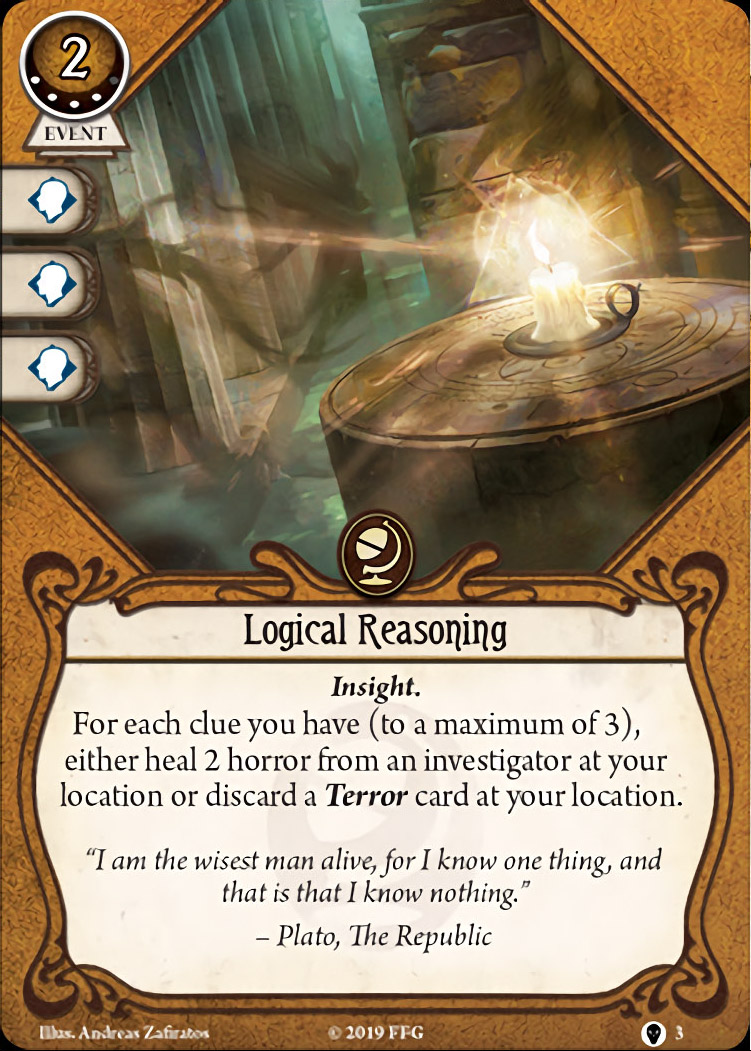 2
EVENT
Logical Reasoning
Insight.
For each clue you have (to a maximum of 3),
either heal 2 horror from an investigator at your
location or discard a Terror card at your location.
“I am the wisest man alive, for I know one thing, and
that is that I know nothing.”
– Plato, The Republic
Illus. Andreas Zafiratos © 2019 FFG 3